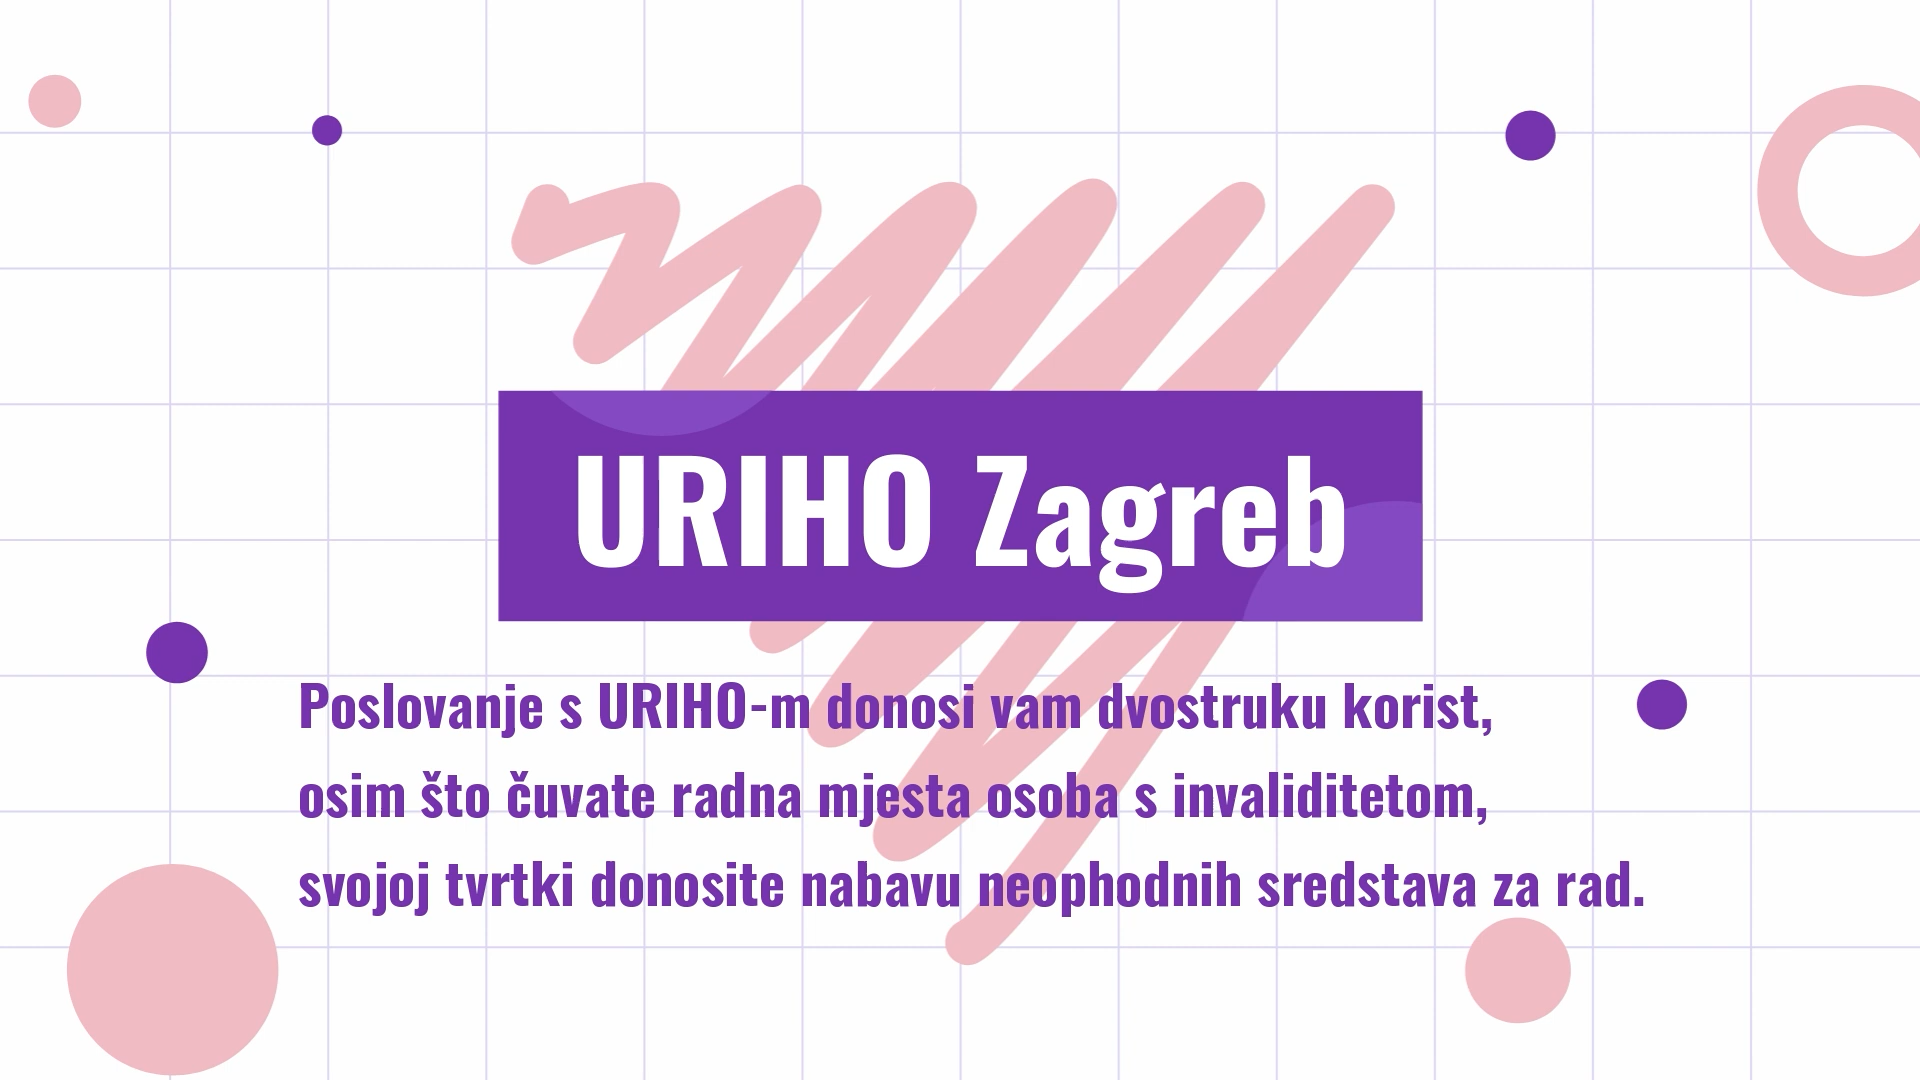 URIHO Zagreb
Poslovanje s URIHO-m donosi vam dvostruku korist,
osim što čuvate radna mjesta osoba s invaliditetom,
svojoj tvrtki donosite nabavu neophodnih sredstava za rad.